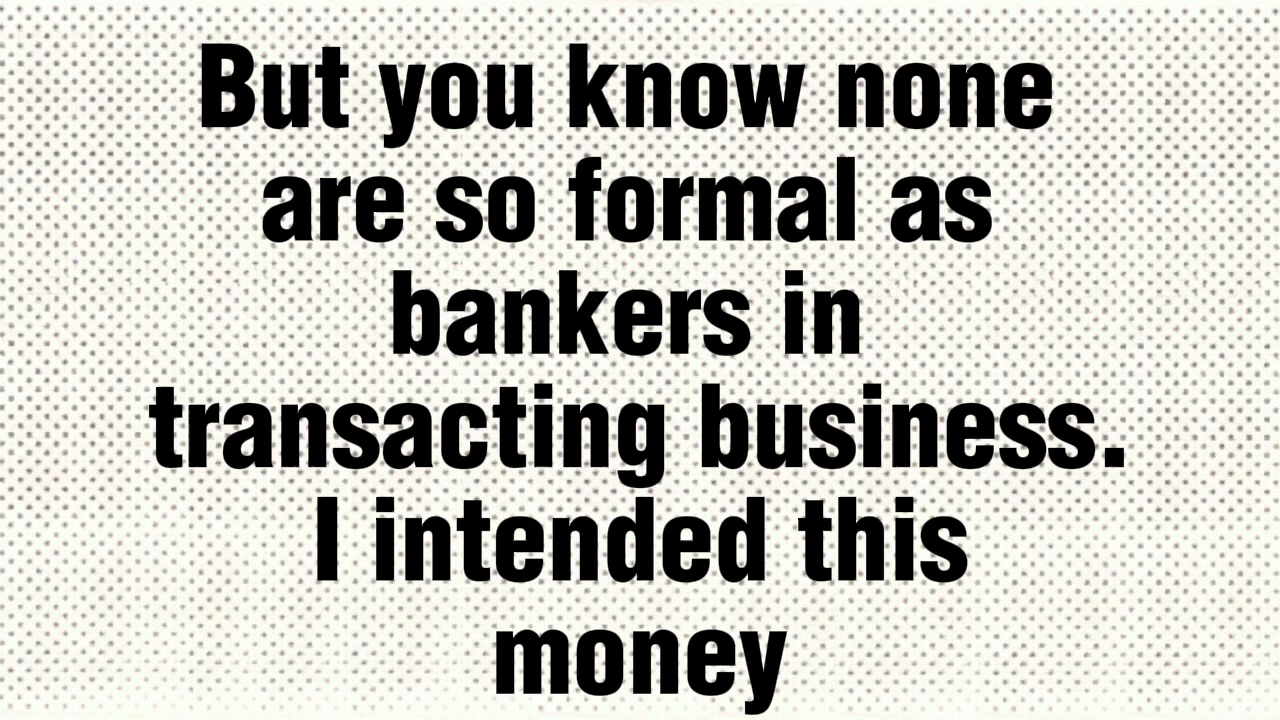 But you know none
are so formal as
bankers in
transacting business.
I intended this
money